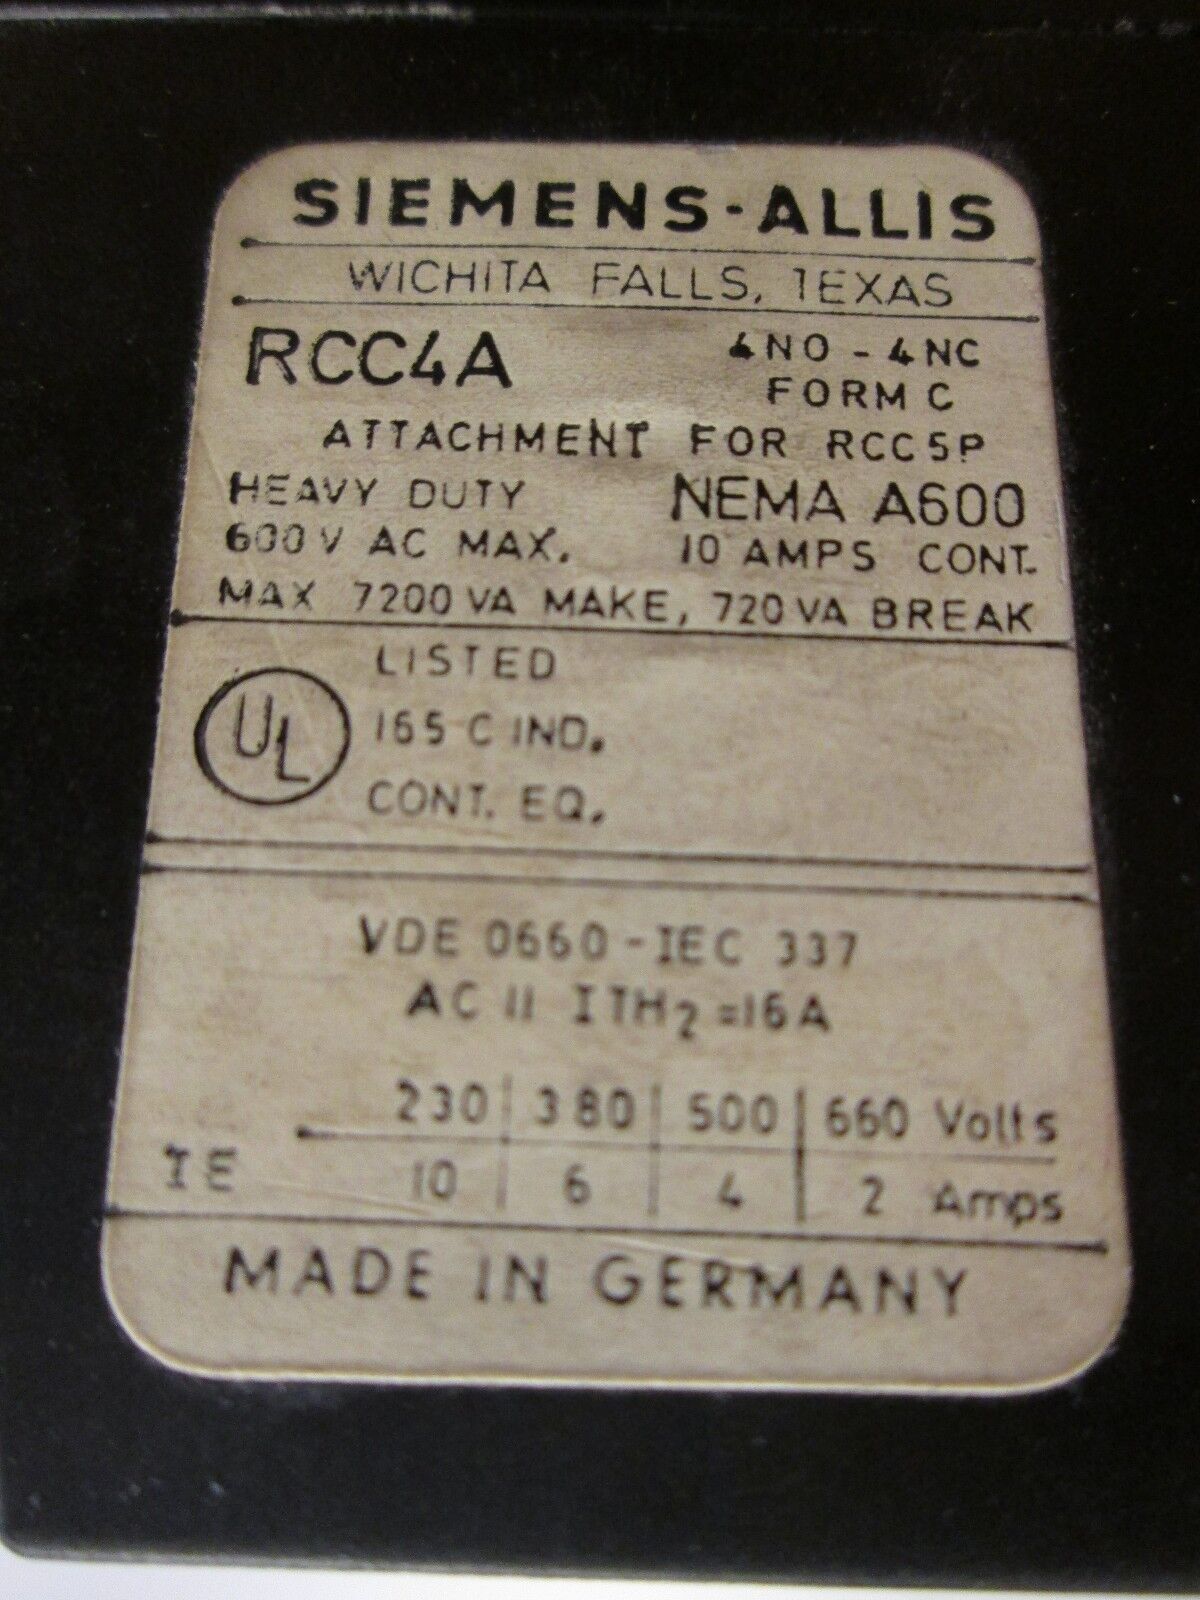 SIEMENS-ALLIS
WICHITA FALLS, TEXAS
RCC4A 4NO - 4NC
FORM C
ATTACHMENT FOR RCC5P
HEAVY DUTY NEMA A600
600V AC MAX. 10 AMPS CONT.
MAX 7200 VA MAKE, 720 VA BREAK
UL LISTED
165 C IND.
CONT. EQ.
VDE 0660 - IEC 337
AC 11 ITH2 =16A
230 380 500 660 Volts
IE 10 6 4 2 Amps
MADE IN GERMANY